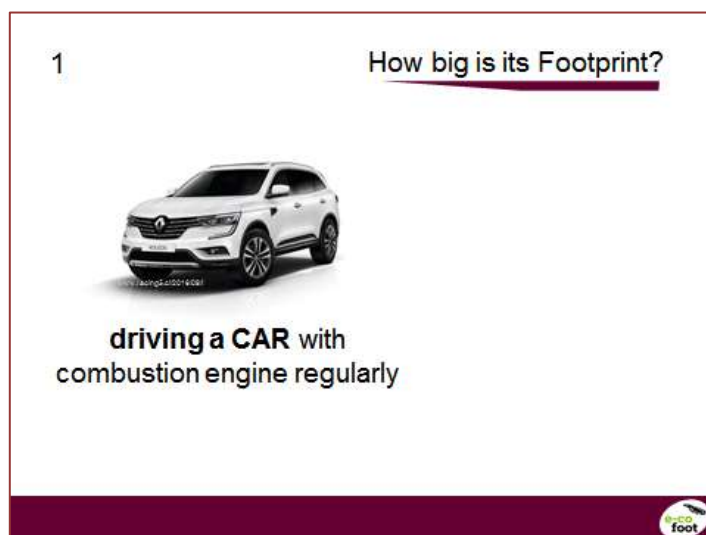 1
How big is its Footprint?
driving a CAR with
combustion engine regularly
e-co
foot